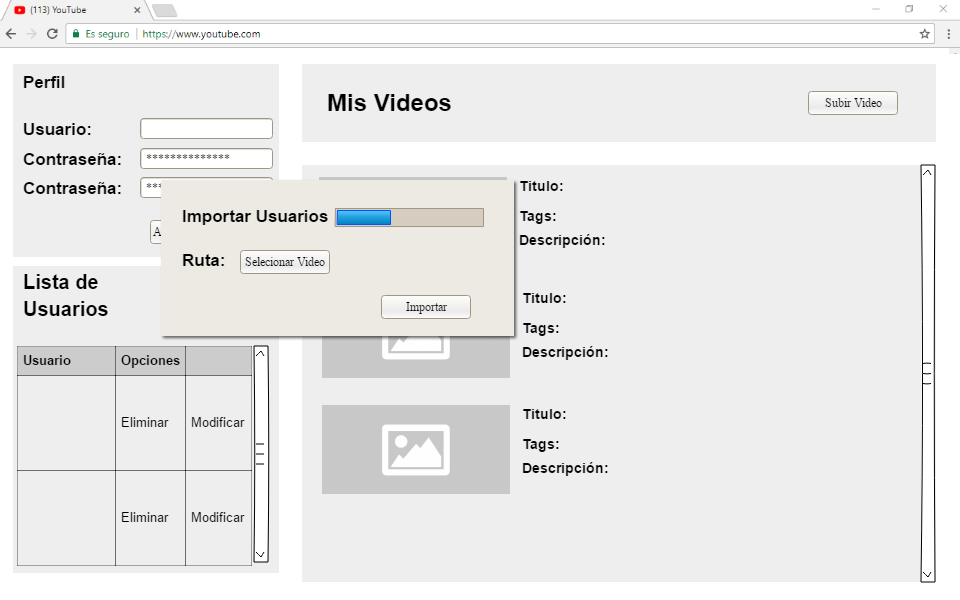 (113) YouTube
Es seguro
https://www.youtube.com
Perfil
Usuario:
Contraseña: **************
Contraseña: ***
A
Lista de
Usuarios
Usuario Opciones
Eliminar Modificar
Eliminar Modificar
Importar Usuarios
Ruta: Selecionar Video
Importar
Mis Videos
Subir Video
Titulo:
Tags:
Descripción:
Titulo:
Tags:
Descripción:
Titulo:
Tags:
Descripción: